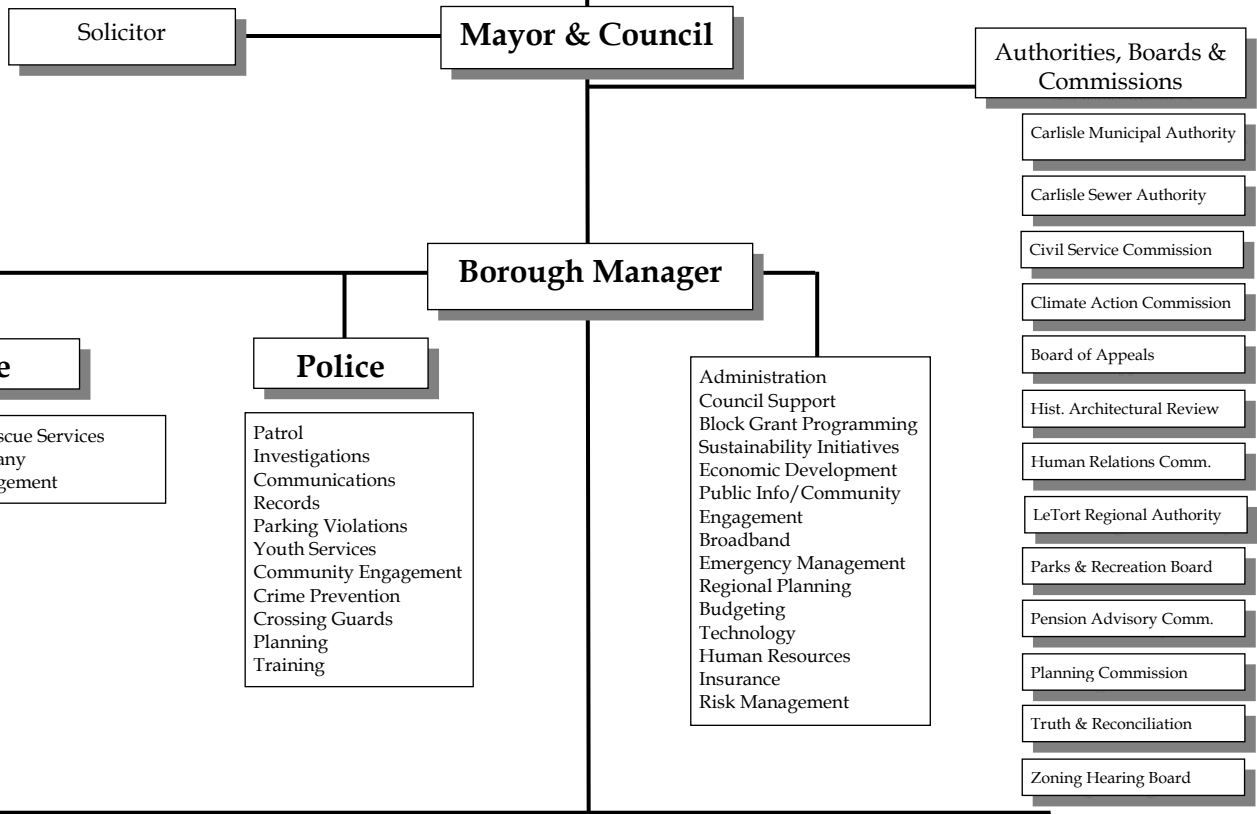 Solicitor
Mayor & Council
Authorities, Boards &
Commissions
Carlisle Municipal Authority
Carlisle Sewer Authority
Civil Service Commission
Climate Action Commission
Board of Appeals
Hist. Architectural Review
Human Relations Comm.
LeTort Regional Authority
Parks & Recreation Board
Pension Advisory Comm.
Planning Commission
Truth & Reconciliation
Zoning Hearing Board
Borough Manager
Services
Police
Patrol
Investigations
Communications
Records
Parking Violations
Youth Services
Community Engagement
Crime Prevention
Crossing Guards
Planning
Training
Administration
Council Support
Block Grant Programming
Sustainability Initiatives
Economic Development
Public Info/Community
Engagement
Broadband
Emergency Management
Regional Planning
Budgeting
Technology
Human Resources
Insurance
Risk Management